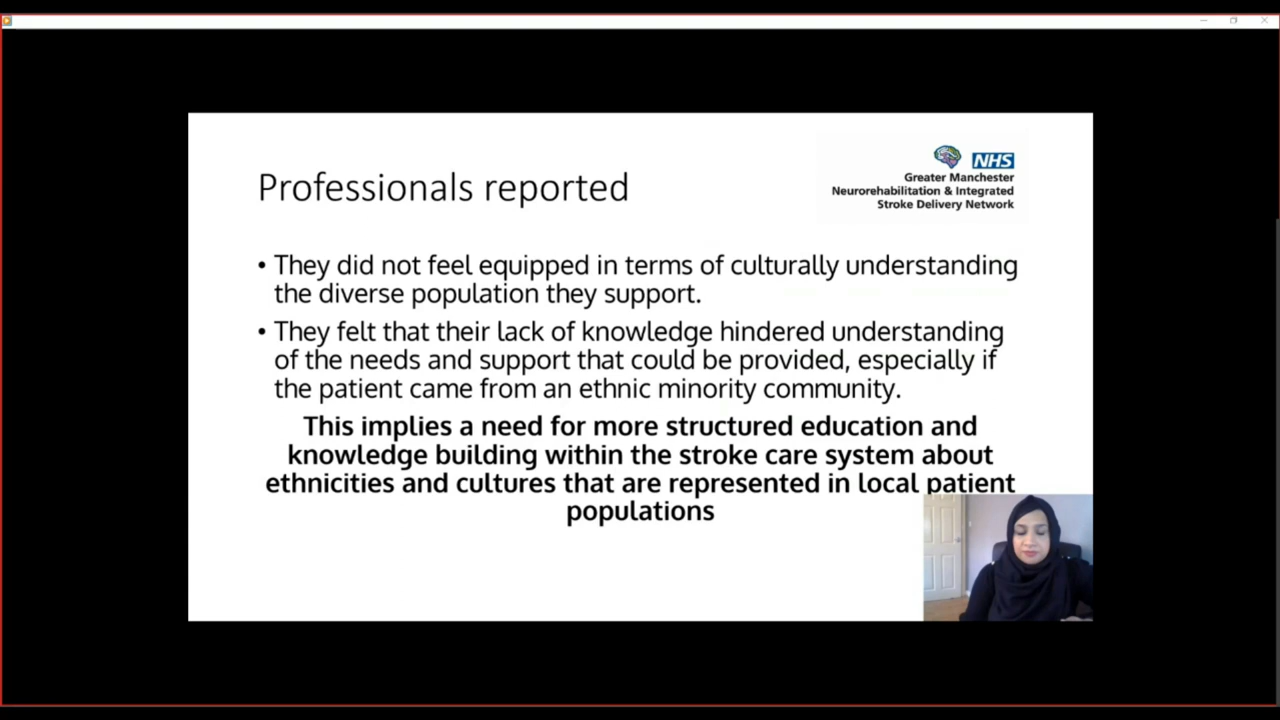 Professionals reported
NHS
Greater Manchester
Neurorehabilitation & Integrated
Stroke Delivery Network
• They did not feel equipped in terms of culturally understanding
the diverse population they support.
• They felt that their lack of knowledge hindered understanding
of the needs and support that could be provided, especially if
the patient came from an ethnic minority community.
This implies a need for more structured education and
knowledge building within the stroke care system about
ethnicities and cultures that are represented in local patient
populations